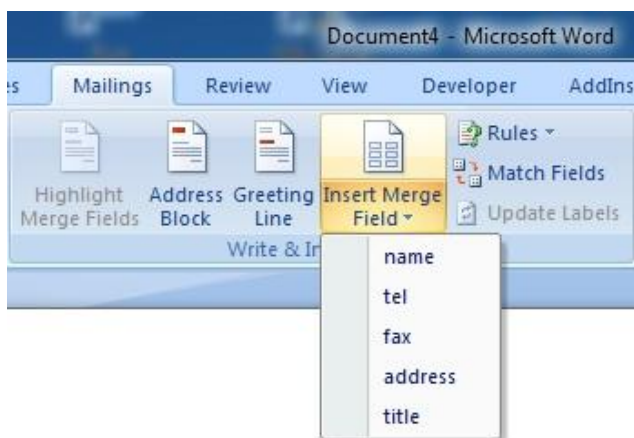 Document4 - Microsoft Word
Mailings Review View Developer AddIns
Highlight Merge Fields
Address Block
Greeting Line
Insert Merge Field
Rules
Match Fields
Update Labels
Write & In
name
tel
fax
address
title